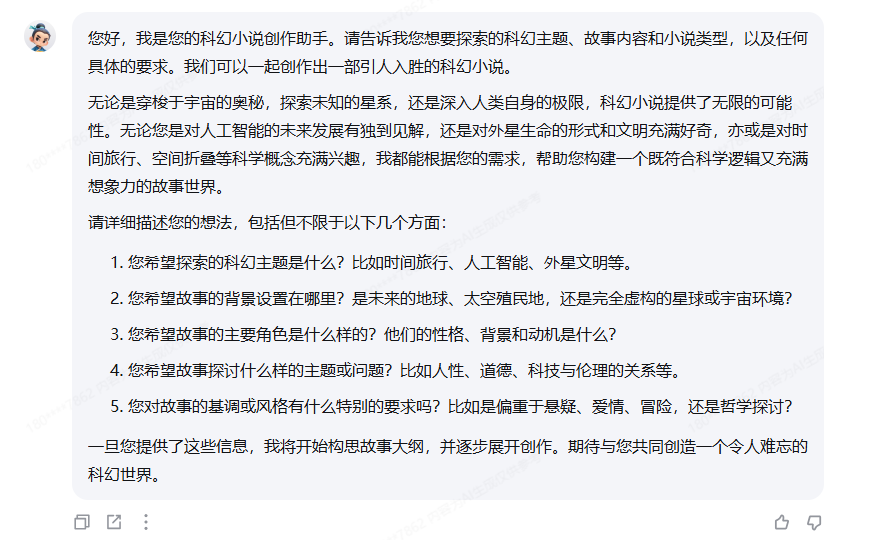 您好，我是您的科幻小说创作助手。请告诉我您想要探索的科幻主题、故事内容和小说类型，以及任何
具体的要求。我们可以一起创作出一部引人入胜的科幻小说。
无论是穿梭于宇宙的奥秘，探索未知的星系，还是深入人类自身的极限，科幻小说提供了无限的可能
性。无论您是对人工智能的未来发展有独到见解，还是对外星生命的形式和文明充满好奇，亦或是对时
间旅行、空间折叠等科学概念充满兴趣，我都能根据您的需求，帮助您构建一个既符合科学逻辑又充满
想象力的故事世界。
请详细描述您的想法，包括但不限于以下几个方面：
1. 您希望探索的科幻主题是什么？比如时间旅行、人工智能、外星文明等。
2. 您希望故事的背景设置在哪里？是未来的地球、太空殖民地，还是完全虚构的星球或宇宙环境？
3. 您希望故事的主要角色是什么样的？他们的性格、背景和动机是什么？
4. 您希望故事探讨什么样的主题或问题？比如人性、道德、科技与伦理的关系等。
5. 您对故事的基调或风格有什么特别的要求吗？比如是偏重于悬疑、爱情、冒险，还是哲学探讨？
一旦您提供了这些信息，我将开始构思故事大纲，并逐步展开创作。期待与您共同创造一个令人难忘的
科幻世界。